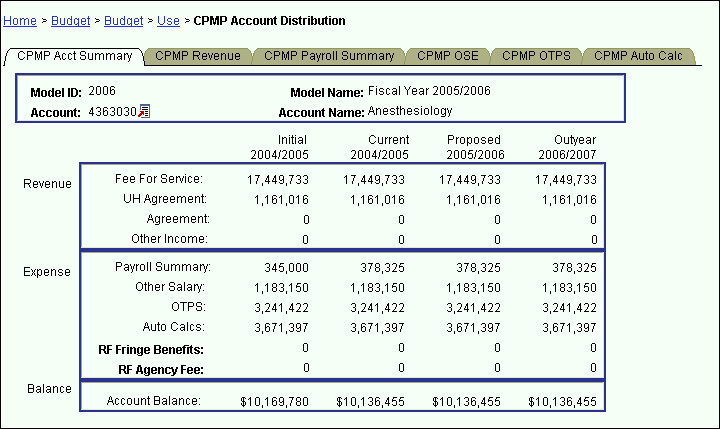 Home > Budget > Budget > Use > CPMP Account Distribution
CPMP Acct Summary CPMP Revenue CPMP Payroll Summary CPMP OSE CPMP OTPS CPMP Auto Calc
Model ID: 2006 Model Name: Fiscal Year 2005/2006
Account: 4363030 Account Name: Anesthesiology
Initial Current Proposed Outyear
2004/2005 2004/2005 2005/2006 2006/2007
Revenue Fee For Service: 17,449,733 17,449,733 17,449,733 17,449,733
UH Agreement: 1,161,016 1,161,016 1,161,016 1,161,016
Agreement: 0 0 0 0
Other Income: 0 0 0 0
Expense Payroll Summary: 345,000 378,325 378,325 378,325
Other Salary: 1,183,150 1,183,150 1,183,150 1,183,150
OTPS: 3,241,422 3,241,422 3,241,422 3,241,422
Auto Calcs: 3,671,397 3,671,397 3,671,397 3,671,397
RF Fringe Benefits: 0 0 0 0
RF Agency Fee: 0 0 0 0
Balance Account Balance: $10,169,780 $10,136,455 $10,136,455 $10,136,455